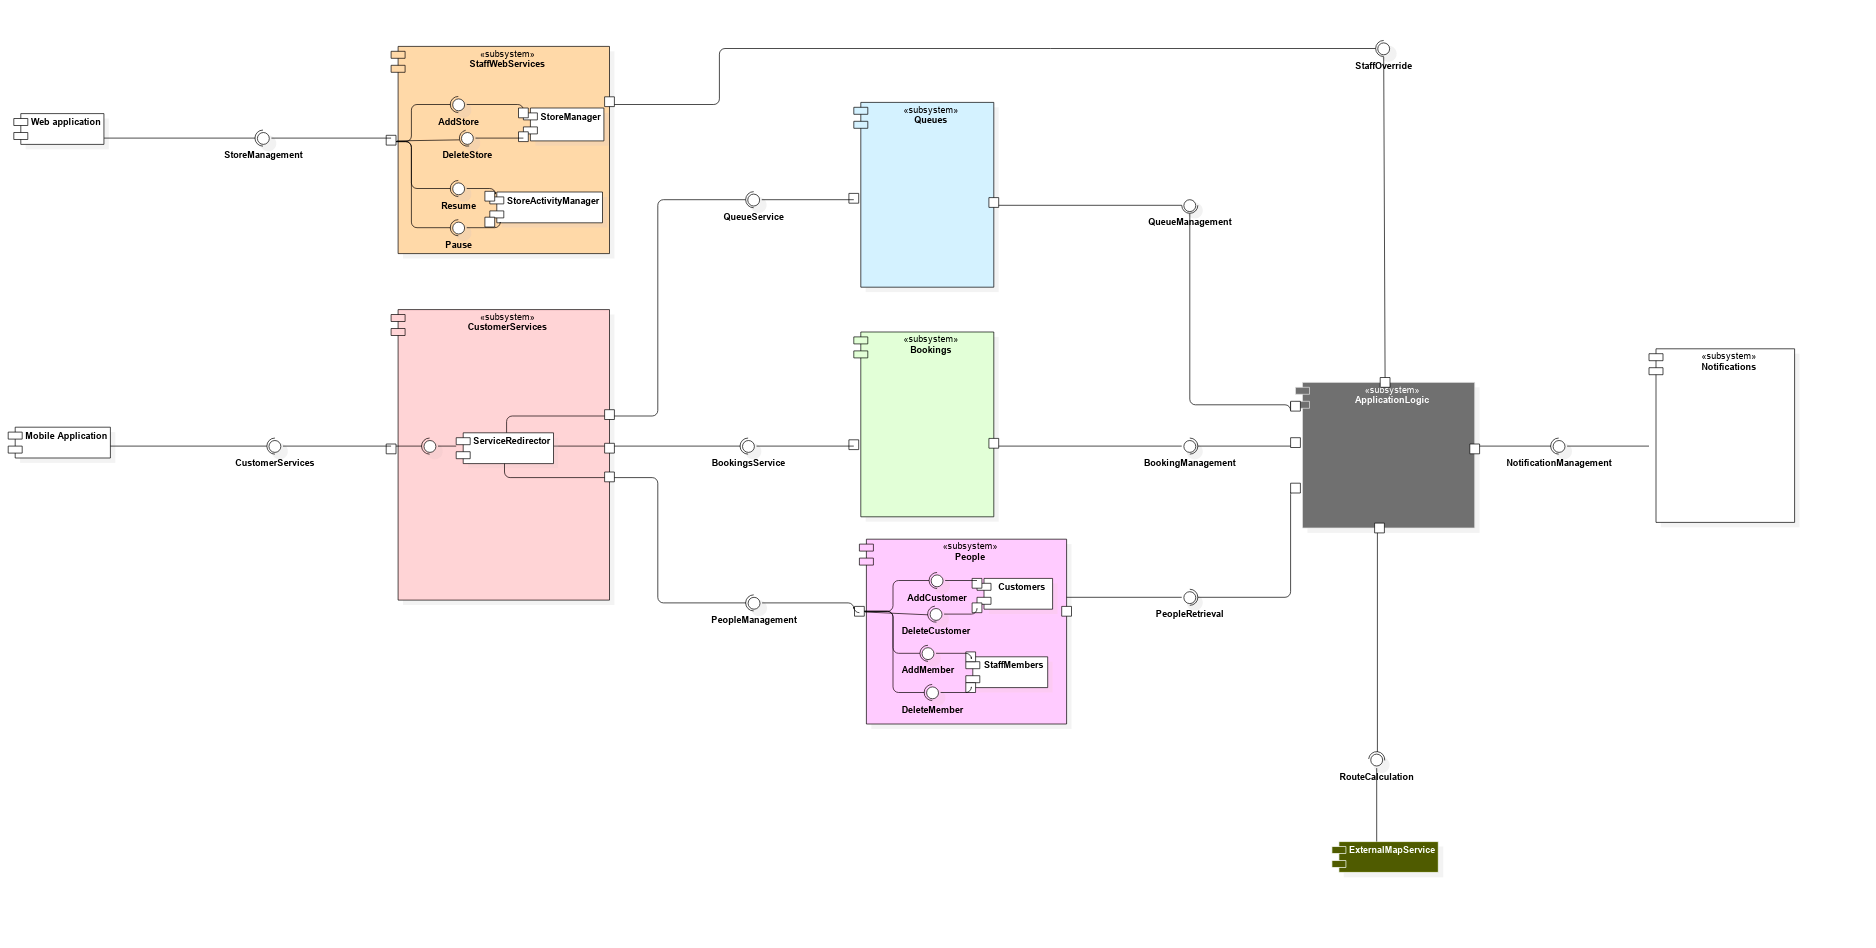 «subsystem»
StaffWebServices
Web application
StoreManagement
AddStore
StoreManager
DeleteStore
Resume
StoreActivityManager
Pause
StaffOverride
«subsystem»
Queues
QueueService
QueueManagement
«subsystem»
CustomerServices
Mobile Application
CustomerServices
ServiceRedirector
«subsystem»
Bookings
BookingsService
BookingManagement
«subsystem»
ApplicationLogic
«subsystem»
Notifications
NotificationManagement
«subsystem»
People
PeopleManagement
AddCustomer
Customers
DeleteCustomer
AddMember
StaffMembers
DeleteMember
PeopleRetrieval
RouteCalculation
ExternalMapService